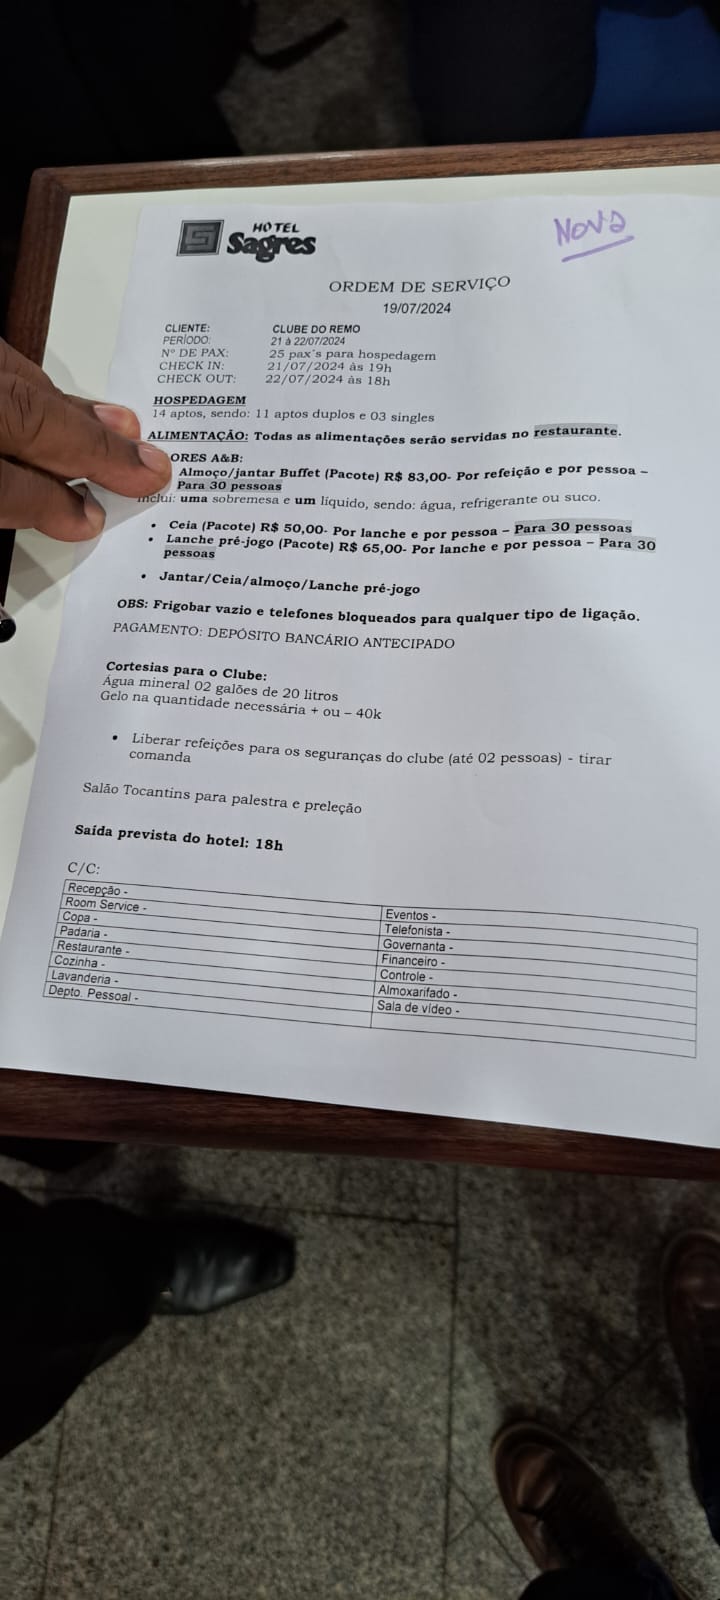 HOTEL
Sagres
Nova
ORDEM DE SERVIÇO
19/07/2024
CLIENTE: CLUBE DO REMO
PERÍODO: 21 à 22/07/2024
Nº DE PAX: 25 pax´s para hospedagem
CHECK IN: 21/07/2024 às 19h
CHECK OUT: 22/07/2024 às 18h
HOSPEDAGEM
14 aptos, sendo: 11 aptos duplos e 03 singles
ALIMENTAÇÃO: Todas as alimentações serão servidas no restaurante.
ORES A&B:
Almoço/jantar Buffet (Pacote) R$ 83,00- Por refeição e por pessoa –
Para 30 pessoas
inclui: uma sobremesa e um líquido, sendo: água, refrigerante ou suco.
• Ceia (Pacote) R$ 50,00- Por lanche e por pessoa – Para 30 pessoas
• Lanche pré-jogo (Pacote) R$ 65,00- Por lanche e por pessoa – Para 30
pessoas
• Jantar/Ceia/almoço/Lanche pré-jogo
OBS: Frigobar vazio e telefones bloqueados para qualquer tipo de ligação.
PAGAMENTO: DEPÓSITO BANCÁRIO ANTECIPADO
Cortesias para o Clube:
Água mineral 02 galões de 20 litros
Gelo na quantidade necessária + ou – 40k
• Liberar refeições para os seguranças do clube (até 02 pessoas) - tirar
comanda
Salão Tocantins para palestra e preleção
Saída prevista do hotel: 18h
C/C:
Recepção -
Room Service -
Copa -
Padaria -
Restaurante -
Cozinha -
Lavanderia -
Depto. Pessoal -
Eventos -
Telefonista -
Governanta -
Financeiro -
Controle -
Almoxarifado -
Sala de vídeo -